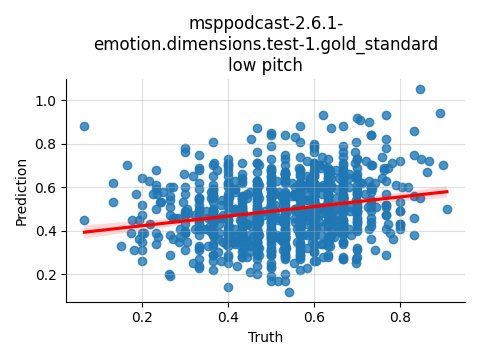 msppodcast-2.6.1-
emotion.dimensions.test-1.gold_standard
low pitch
Prediction
1.0
0.8
0.6
0.4
0.2
0.2
0.4
0.6
0.8
Truth